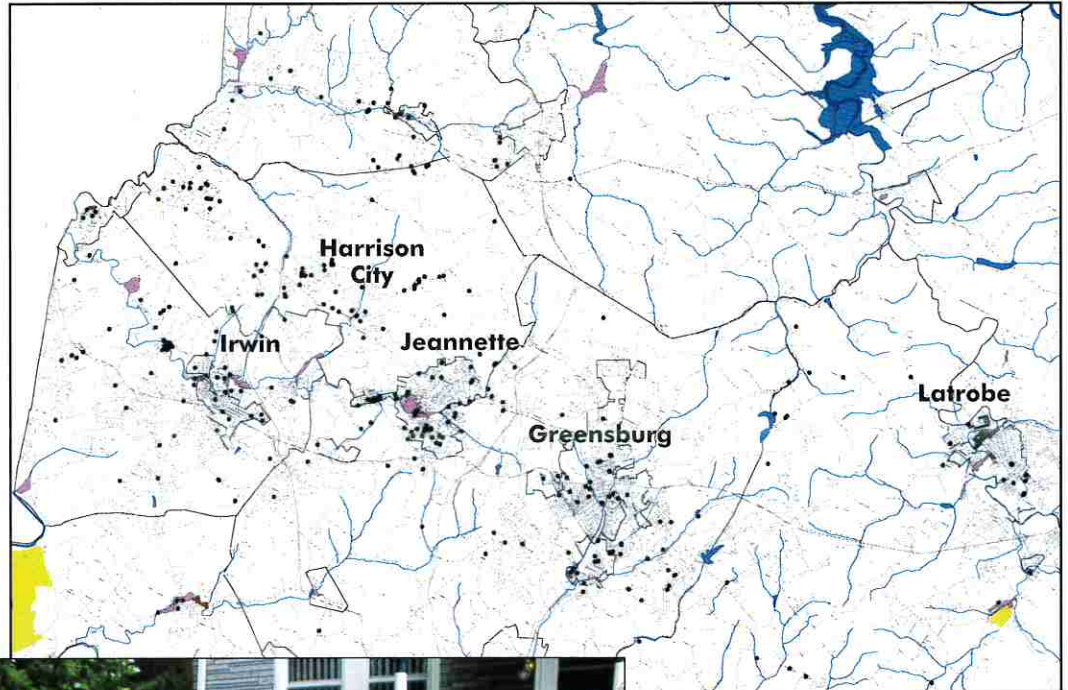 Harrison
City
Irwin
Jeannette
Greensburg
Latrobe